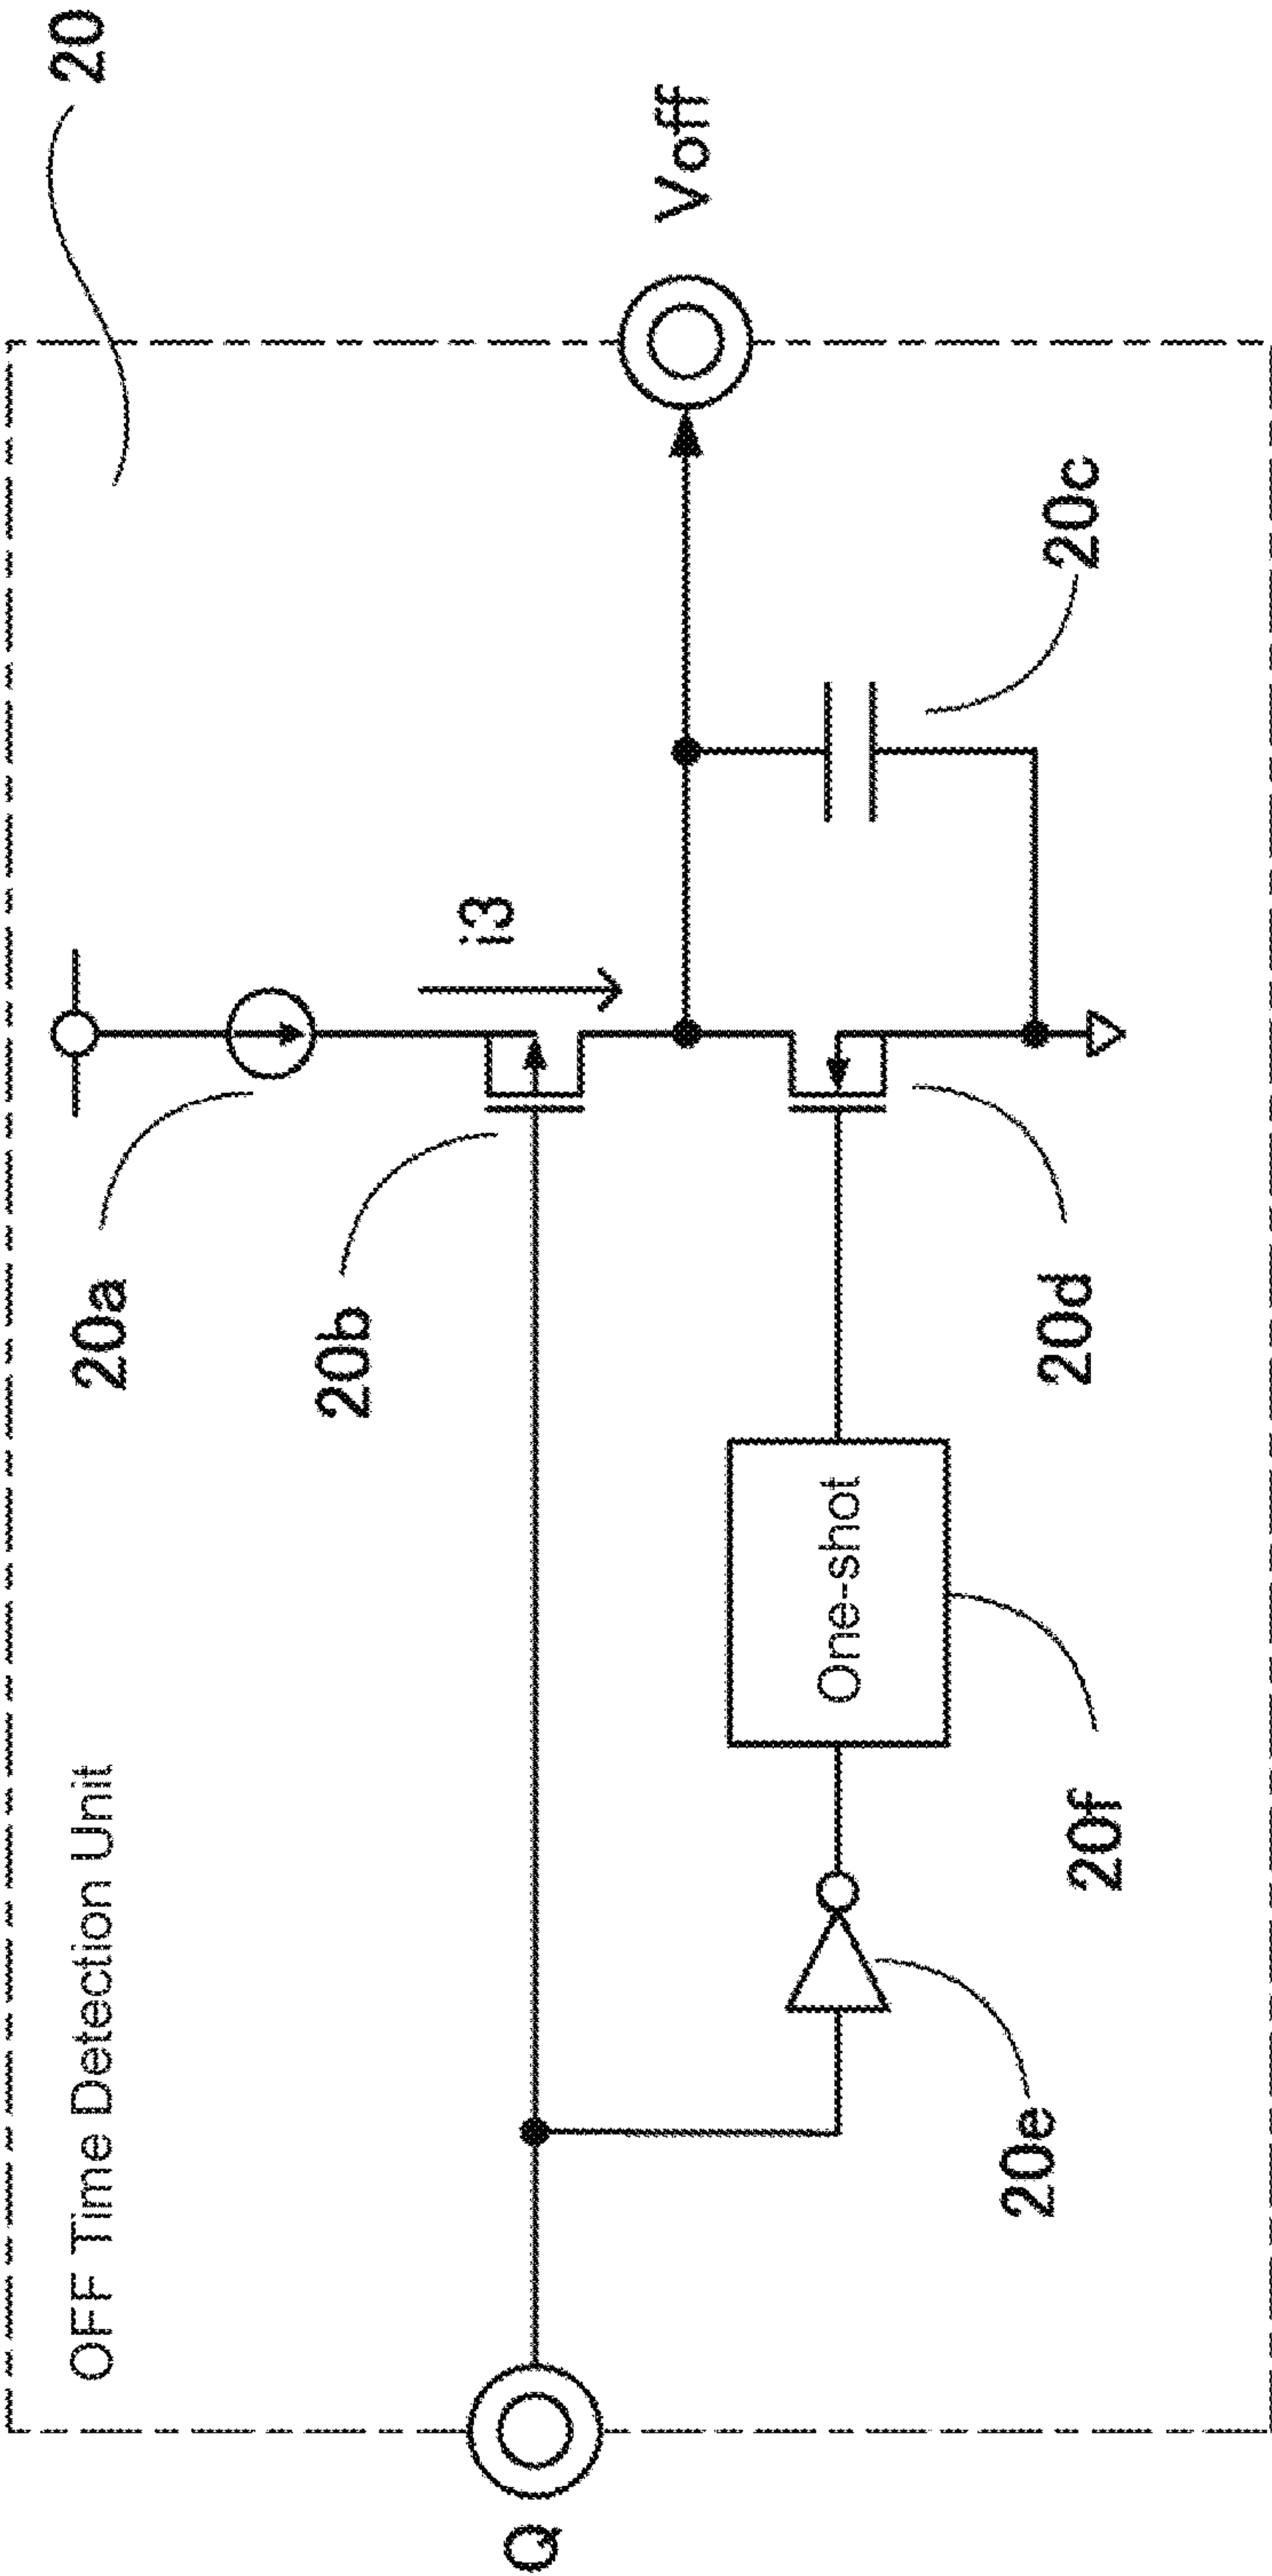 20
OFF Time Detection Unit
20a
20b
i3
Voff
Q
One-shot
20c
20d
20e
20f